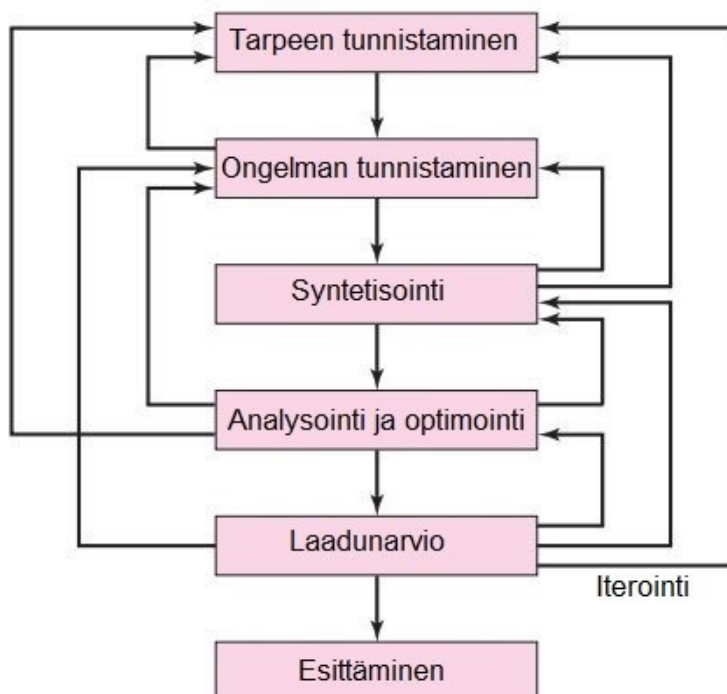 Tarpeen tunnistaminen
Ongelman tunnistaminen
Syntetisointi
Analysointi ja optimointi
Laadunarvio
Iterointi
Esittäminen